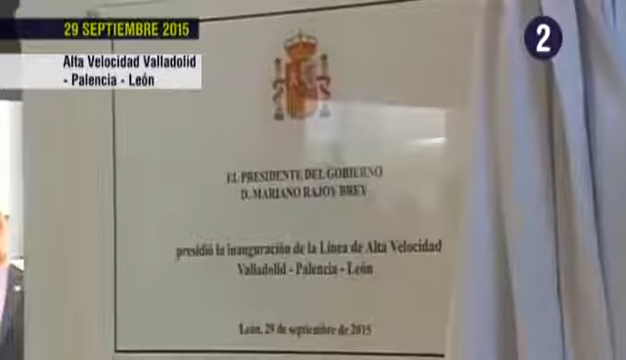 29 SEPTIEMBRE 2015
Alta Velocidad Valladolid
- Palencia - León
2
EL PRESIDENTE DEL GOBIERNO
D. MARIANO RAJOY BREY
presidió la inauguración de la Línea de Alta Velocidad
Valladolid - Palencia - León
León, 29 de septiembre de 2015